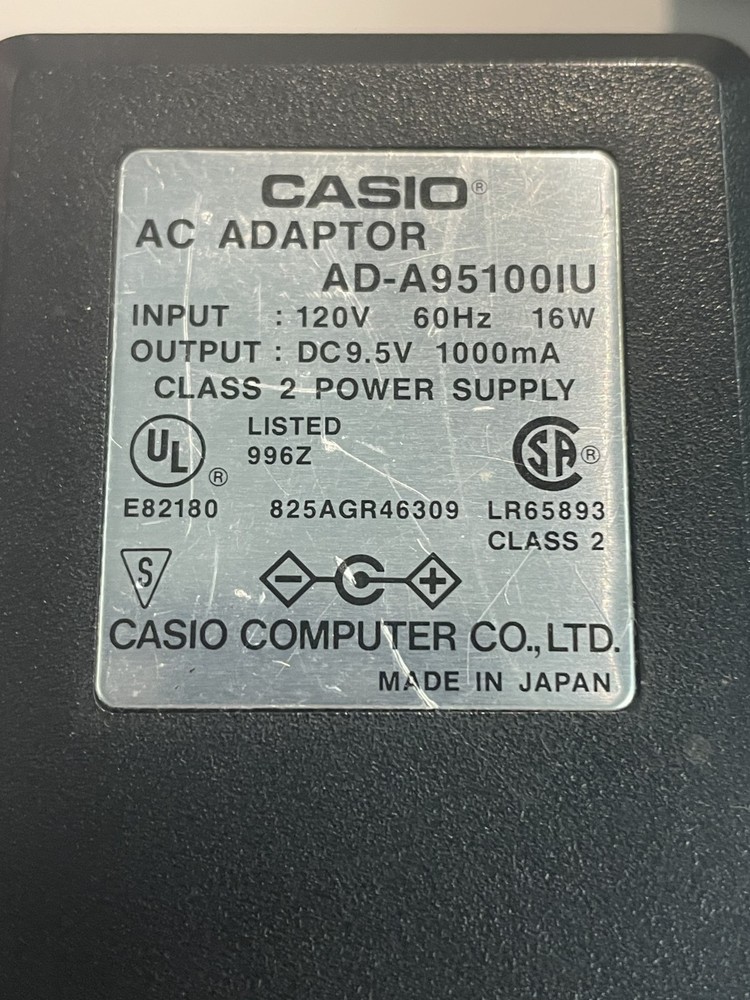 CASIO®
AC ADAPTOR
AD-A95100IU
INPUT : 120V 60Hz 16W
OUTPUT : DC9.5V 1000mA
CLASS 2 POWER SUPPLY
UL® LISTED
996Z
SA®
E82180 825AGR46309 LR65893
CLASS 2
S
CASIO COMPUTER CO., LTD.
MADE IN JAPAN